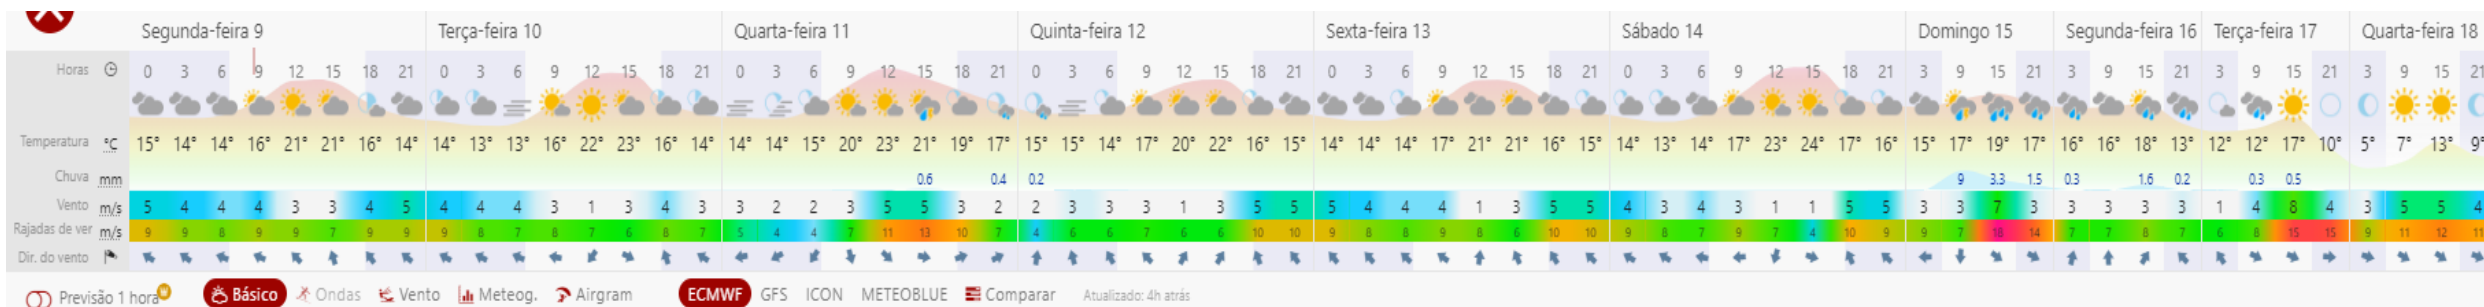 Segunda-feira 9 Terça-feira 10 Quarta-feira 11 Quinta-feira 12 Sexta-feira 13 Sábado 14 Domingo 15 Segunda-feira 16 Terça-feira 17 Quarta-feira 18
Horas 0 3 6 9 12 15 18 21 0 3 6 9 12 15 18 21 0 3 6 9 12 15 18 21 0 3 6 9 12 15 18 21 0 3 6 9 12 15 18 21 0 3 6 9 12 15 18 21 3 9 15 21 3 9 15 21 3 9 15 21 3 9 15 21
Temperatura °C 15° 14° 14° 16° 21° 21° 16° 14° 14° 13° 13° 16° 22° 23° 16° 14° 14° 14° 15° 20° 23° 21° 19° 17° 15° 15° 14° 17° 20° 22° 16° 15° 14° 14° 14° 17° 21° 21° 16° 15° 14° 13° 14° 17° 23° 24° 17° 16° 15° 17° 19° 17° 16° 16° 18° 13° 12° 12° 17° 10° 5° 7° 13° 9°
Chuva mm 0.6 0.4 0.2 9 3.3 1.5 0.3 1.6 0.2 0.3 0.5
Vento m/s 5 4 4 4 3 3 4 5 4 4 4 3 1 3 4 3 3 2 2 3 5 5 3 2 2 3 3 3 1 3 5 5 5 4 4 4 1 3 5 5 4 3 4 3 1 1 5 5 3 3 7 3 3 3 3 3 1 4 8 4 3 5 5 4
Rajadas de ver m/s 9 9 8 9 9 7 9 9 9 8 7 8 7 6 8 7 5 4 4 7 11 13 10 7 4 6 6 7 6 6 10 10 9 8 8 9 7 6 10 10 9 8 7 9 7 4 10 9 9 7 18 14 7 7 8 7 6 8 15 15 9 11 12 11
Dir. do vento
Previsão 1 hora Básico Ondas Vento Meteog. Airgram ECMWF GFS ICON METEOBLUE Comparar Atualizado: 4h atrás